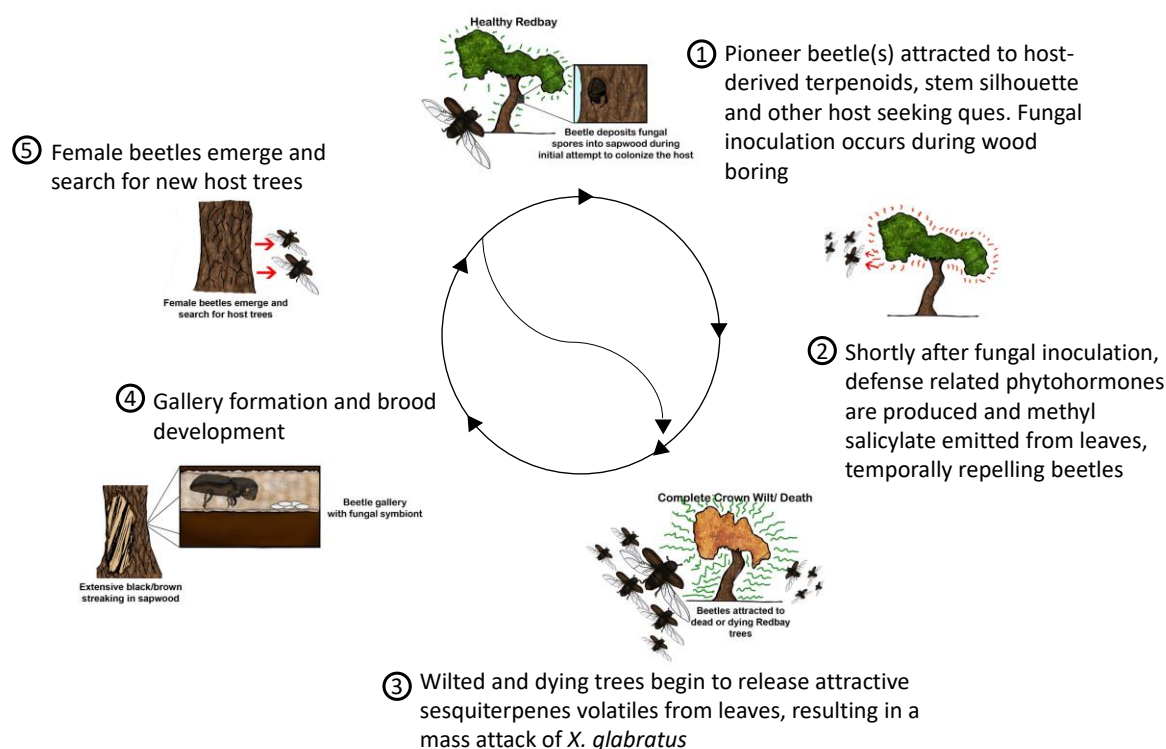 Healthy Redbay
Beetle deposits fungal
spores into sapwood during
initial attempt to colonize the host
① Pioneer beetle(s) attracted to host-
derived terpenoids, stem silhouette
and other host seeking ques. Fungal
inoculation occurs during wood
boring
② Shortly after fungal inoculation,
defense related phytohormones
are produced and methyl
salicylate emitted from leaves,
temporally repelling beetles
Complete Crown Wilt/ Death
Beetles attracted to
dead or dying Redbay
trees
③ Wilted and dying trees begin to release attractive
sesquiterpenes volatiles from leaves, resulting in a
mass attack of X. glabratus
④ Gallery formation and brood
development
Beetle gallery
with fungal symbiont
Extensive black/brown
streaking in sapwood
⑤ Female beetles emerge and
search for new host trees
Female beetles emerge and
search for host trees